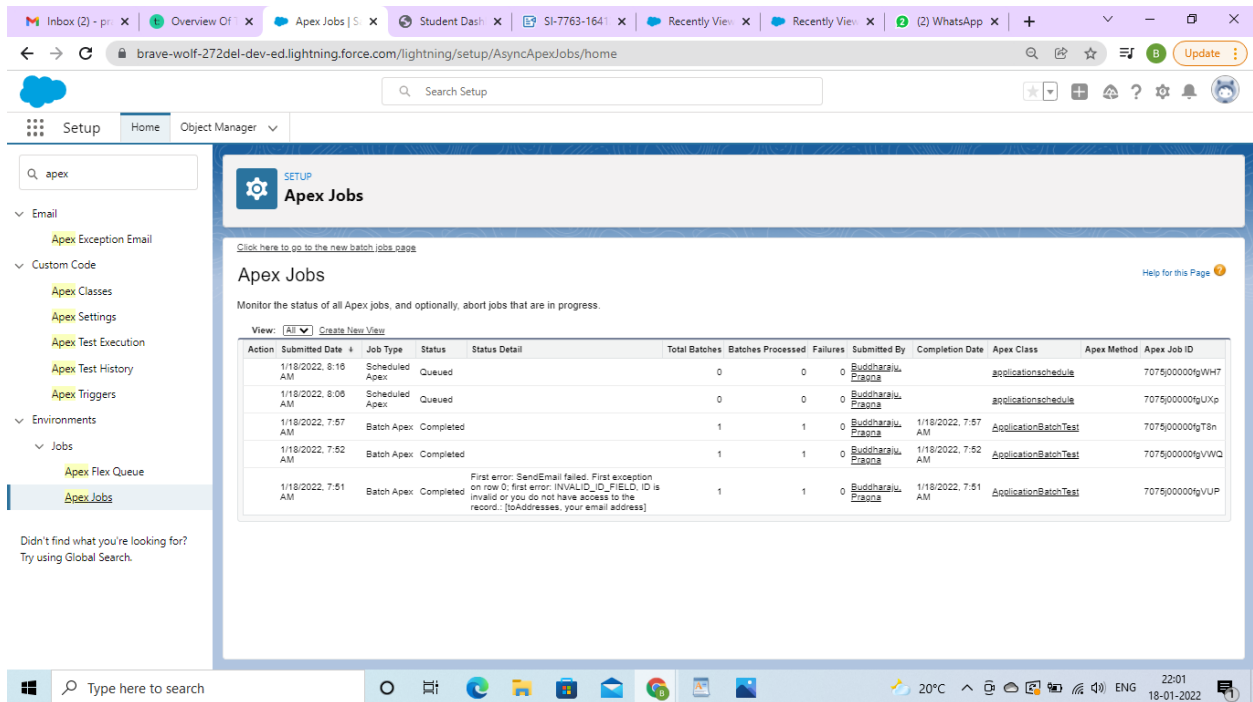 Inbox (2) - pra
Overview Of T
Apex Jobs | Sa
Student Dash
SI-7763-1641
Recently View
Recently View
(2) WhatsApp
brave-wolf-272del-dev-ed.lightning.force.com/lightning/setup/AsyncApexJobs/home
B
Update
Search Setup
Setup
Home
Object Manager
apex
Email
Apex Exception Email
Custom Code
Apex Classes
Apex Settings
Apex Test Execution
Apex Test History
Apex Triggers
Environments
Jobs
Apex Flex Queue
Apex Jobs
Didn't find what you're looking for?
Try using Global Search.
SETUP
Apex Jobs
Click here to go to the new batch jobs page
Apex Jobs
Help for this Page
Monitor the status of all Apex jobs, and optionally, abort jobs that are in progress.
View: All Create New View
Action Submitted Date Job Type Status Status Detail Total Batches Batches Processed Failures Submitted By Completion Date Apex Class Apex Method Apex Job ID
1/18/2022, 8:16 AM Scheduled Apex Queued 0 0 0 Buddharaju, Pragna applicationschedule 7075j00000fgWH7
1/18/2022, 8:06 AM Scheduled Apex Queued 0 0 0 Buddharaju, Pragna applicationschedule 7075j00000fgUXp
1/18/2022, 7:57 AM Batch Apex Completed 1 1 0 Buddharaju, Pragna 1/18/2022, 7:57 AM ApplicationBatchTest 7075j00000fgT8n
1/18/2022, 7:52 AM Batch Apex Completed 1 1 0 Buddharaju, Pragna 1/18/2022, 7:52 AM ApplicationBatchTest 7075j00000fgVWQ
1/18/2022, 7:51 AM Batch Apex Completed First error: SendEmail failed. First exception on row 0; first error: INVALID_ID_FIELD, ID is invalid or you do not have access to the record.: [toAddresses, your email address] 1 1 0 Buddharaju, Pragna 1/18/2022, 7:51 AM ApplicationBatchTest 7075j00000fgVUP
Type here to search
20°C
ENG
22:01
18-01-2022
1